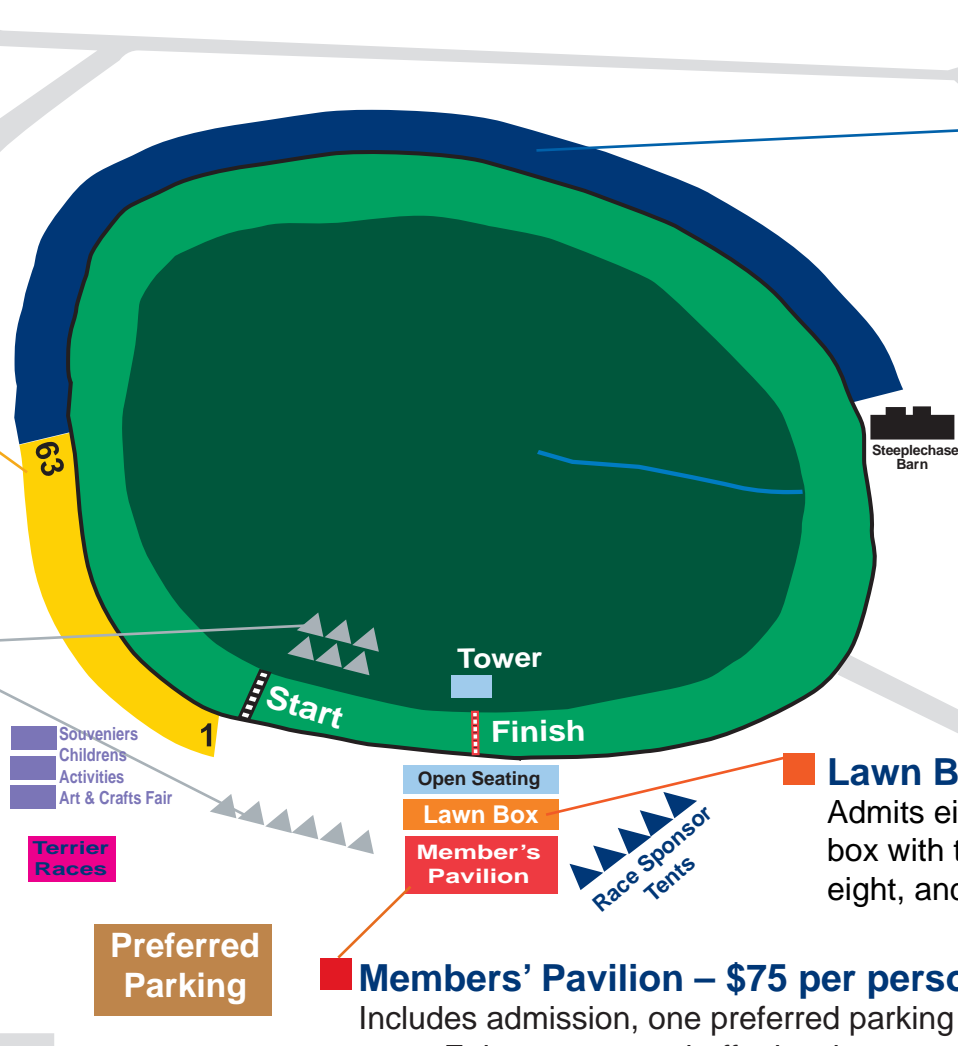 Steeplechase
Barn
63
Tower
Start
Finish
1
Souveniers
Childrens
Activities
Art & Crafts Fair
Open Seating
Lawn Box
Member's
Pavilion
Race Sponsor
Tents
Terrier
Races
Preferred
Parking
Lawn B
Admits ei
box with t
eight, and
Members' Pavilion – $75 per perso
Includes admission, one preferred parking